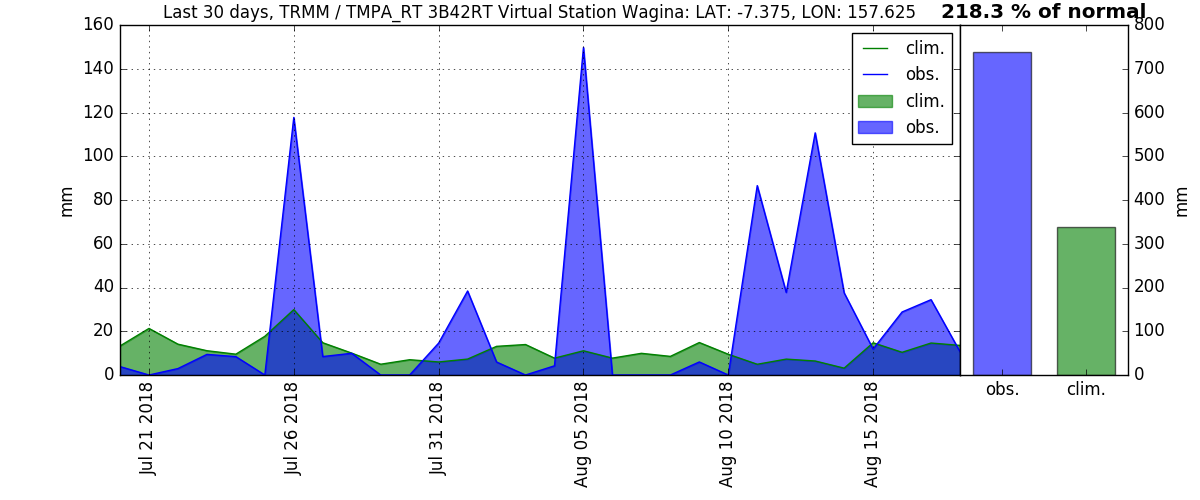 Last 30 days, TRMM / TMPA_RT 3B42RT Virtual Station Wagina: LAT: -7.375, LON: 157.625
218.3 % of normal
160
140
120
100
80
60
40
20
0
mm
clim.
obs.
clim.
obs.
Jul 21 2018
Jul 26 2018
Jul 31 2018
Aug 05 2018
Aug 10 2018
Aug 15 2018
800
700
600
500
400
300
200
100
0
mm
obs.
clim.